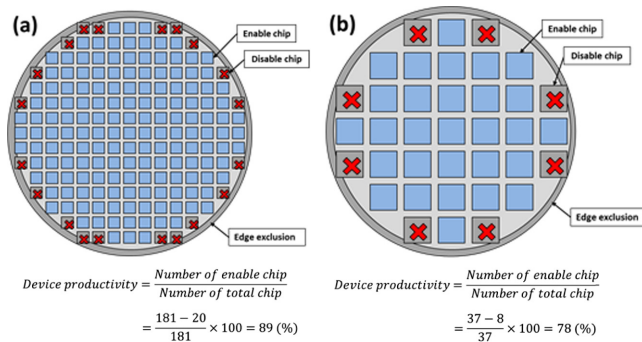 (a)
Enable chip
Disable chip
Edge exclusion
Device productivity = Number of enable chip / Number of total chip
= 181 − 20 / 181 × 100 = 89 (%)
(b)
Enable chip
Disable chip
Edge exclusion
Device productivity = Number of enable chip / Number of total chip
= 37 − 8 / 37 × 100 = 78 (%)